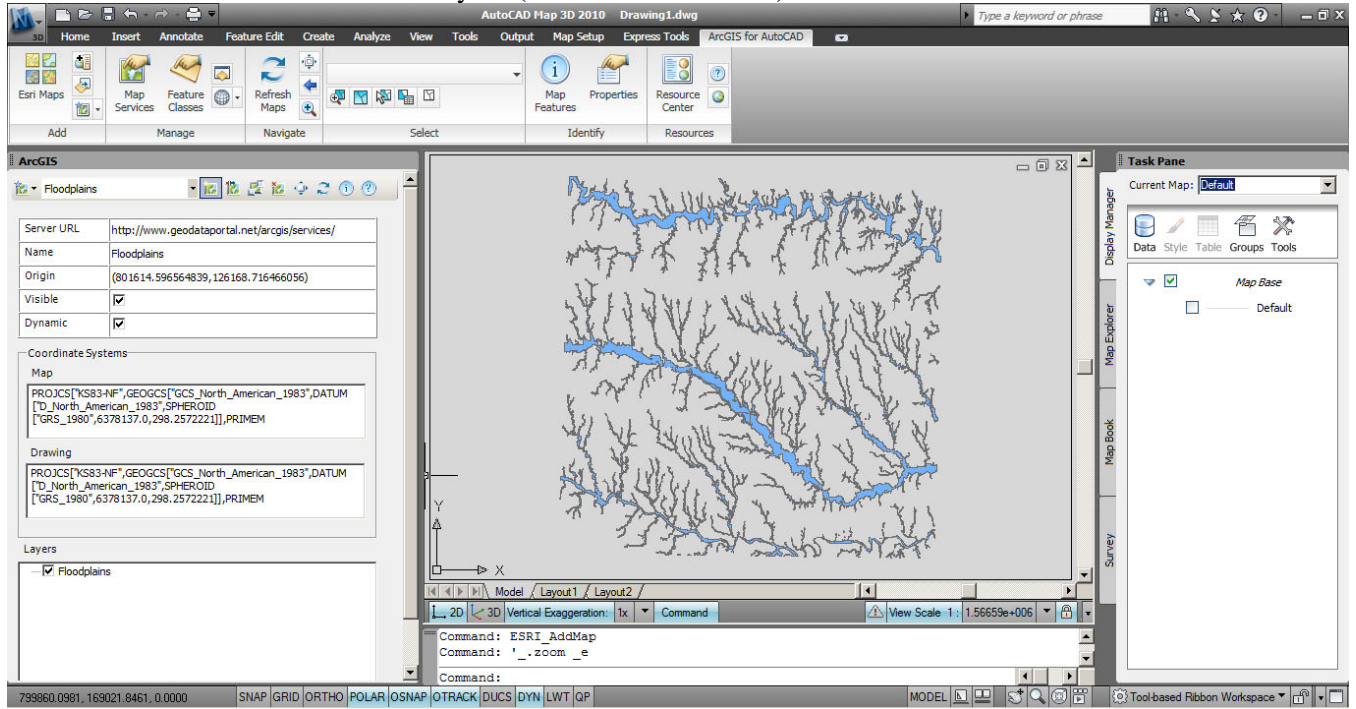 AutoCAD Map 3D 2010 Drawing1.dwg
Type a keyword or phrase
3D
Home Insert Annotate Feature Edit Create Analyze View Tools Output Map Setup Express Tools ArcGIS for AutoCAD
Esri Maps
Map Services
Feature Classes
Refresh Maps
Map Features
Properties
Resource Center
Add Manage Navigate Select Identify Resources
ArcGIS
Floodplains
Server URL http://www.geodataportal.net/arcgis/services/
Name Floodplains
Origin (801614.596564839,126168.716466056)
Visible
Dynamic
Coordinate Systems
Map
PROJCS["KS83-NF",GEOGCS["GCS_North_American_1983",DATUM
["D_North_American_1983",SPHEROID
["GRS_1980",6378137.0,298.2572221]],PRIMEM
Drawing
PROJCS["KS83-NF",GEOGCS["GCS_North_American_1983",DATUM
["D_North_American_1983",SPHEROID
["GRS_1980",6378137.0,298.2572221]],PRIMEM
Layers
Floodplains
Y
X
Model Layout1 Layout2
2D 3D Vertical Exaggeration: 1x Command
View Scale 1 : 1.56659e+006
Command: ESRI_AddMap
Command: '_.zoom _e
Command:
Task Pane
Current Map: Default
Data Style Table Groups Tools
Map Base
Default
Display Manager
Map Explorer
Map Book
Survey
799860.0981, 169021.8461, 0.0000
SNAP GRID ORTHO POLAR OSNAP OTRACK DUCS DYN LWT QP
MODEL
Tool-based Ribbon Workspace